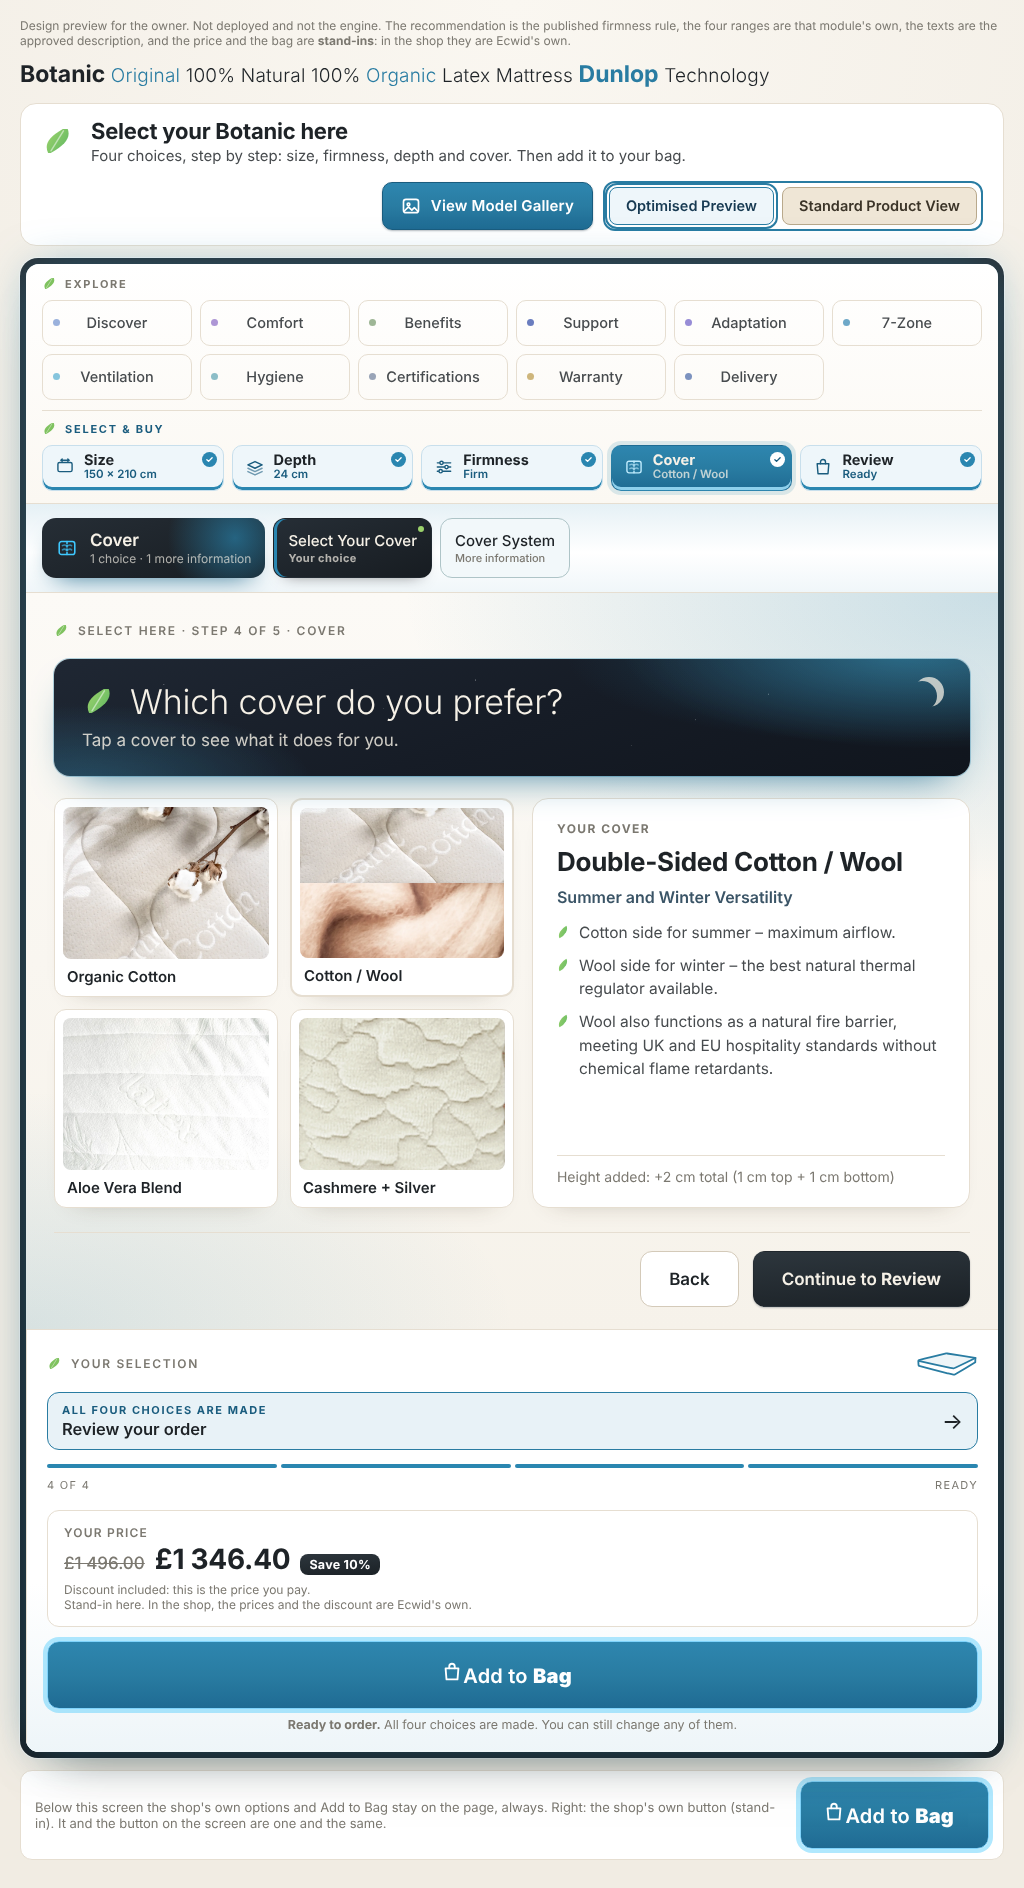 Design preview for the owner. Not deployed and not the engine. The recommendation is the published firmness rule, the four ranges are that module's own, the texts are the
approved description, and the price and the bag are stand-ins: in the shop they are Ecwid's own.
Botanic Original 100% Natural 100% Organic Latex Mattress Dunlop Technology
Select your Botanic here
Four choices, step by step: size, firmness, depth and cover. Then add it to your bag.
View Model Gallery
Optimised Preview
Standard Product View
EXPLORE
Discover
Comfort
Benefits
Support
Adaptation
7-Zone
Ventilation
Hygiene
Certifications
Warranty
Delivery
SELECT & BUY
Size
150 × 210 cm
Depth
24 cm
Firmness
Firm
Cover
Cotton / Wool
Review
Ready
Cover
1 choice · 1 more information
Select Your Cover
Your choice
Cover System
More information
SELECT HERE · STEP 4 OF 5 · COVER
Which cover do you prefer?
Tap a cover to see what it does for you.
Organic Cotton
Cotton / Wool
Aloe Vera Blend
Cashmere + Silver
YOUR COVER
Double-Sided Cotton / Wool
Summer and Winter Versatility
Cotton side for summer – maximum airflow.
Wool side for winter – the best natural thermal
regulator available.
Wool also functions as a natural fire barrier,
meeting UK and EU hospitality standards without
chemical flame retardants.
Height added: +2 cm total (1 cm top + 1 cm bottom)
Back
Continue to Review
YOUR SELECTION
ALL FOUR CHOICES ARE MADE
Review your order
4 OF 4
READY
YOUR PRICE
£1 496.00 £1 346.40 Save 10%
Discount included: this is the price you pay.
Stand-in here. In the shop, the prices and the discount are Ecwid's own.
Add to Bag
Ready to order. All four choices are made. You can still change any of them.
Below this screen the shop's own options and Add to Bag stay on the page, always. Right: the shop's own button (stand-
in). It and the button on the screen are one and the same.
Add to Bag